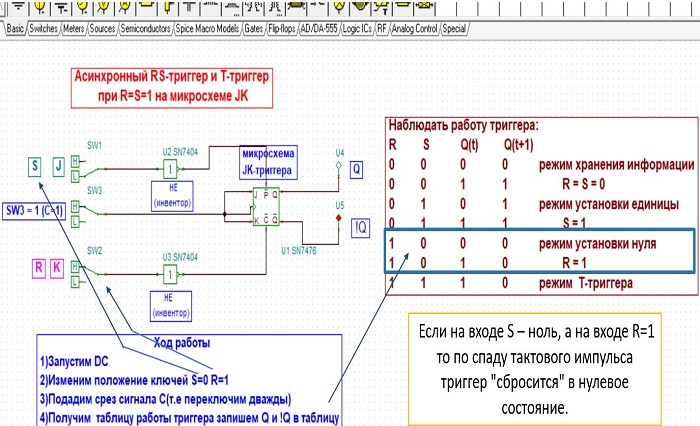 Basic Switches Meters Sources Semiconductors Spice Macro Models Gates Flip-flops AD/DA-555 Logic ICs RF Analog Control Special
Асинхронный RS-триггер и Т-триггер
при R=S=1 на микросхеме JK
SW1
S J
H
L
U2 SN7404
1
НЕ
(инвентор)
микросхема
JK-триггера
U4
Q
SW3
SW3 = 1 (C=1)
H
L
J P Q
K C Q
U5
!Q
U1 SN7476
SW2
R K
H
L
U3 SN7404
1
НЕ
(инвентор)
Наблюдать работу триггера:
R S Q(t) Q(t+1)
0 0 0 0 режим хранения информации
0 0 1 1 R = S = 0
0 1 0 1 режим установки единицы
0 1 1 1 S = 1
1 0 0 0 режим установки нуля
1 0 1 0 R = 1
1 1 1 0 режим Т-триггера
Ход работы
1)Запустим DC
2)Изменим положение ключей S=0 R=1
3)Подадим срез сигнала С(т.е переключим дважды)
4)Получим таблицу работы триггера запишем Q и !Q в таблицу
Если на входе S – ноль, а на входе R=1
то по спаду тактового импульса
триггер "сбросится" в нулевое
состояние.